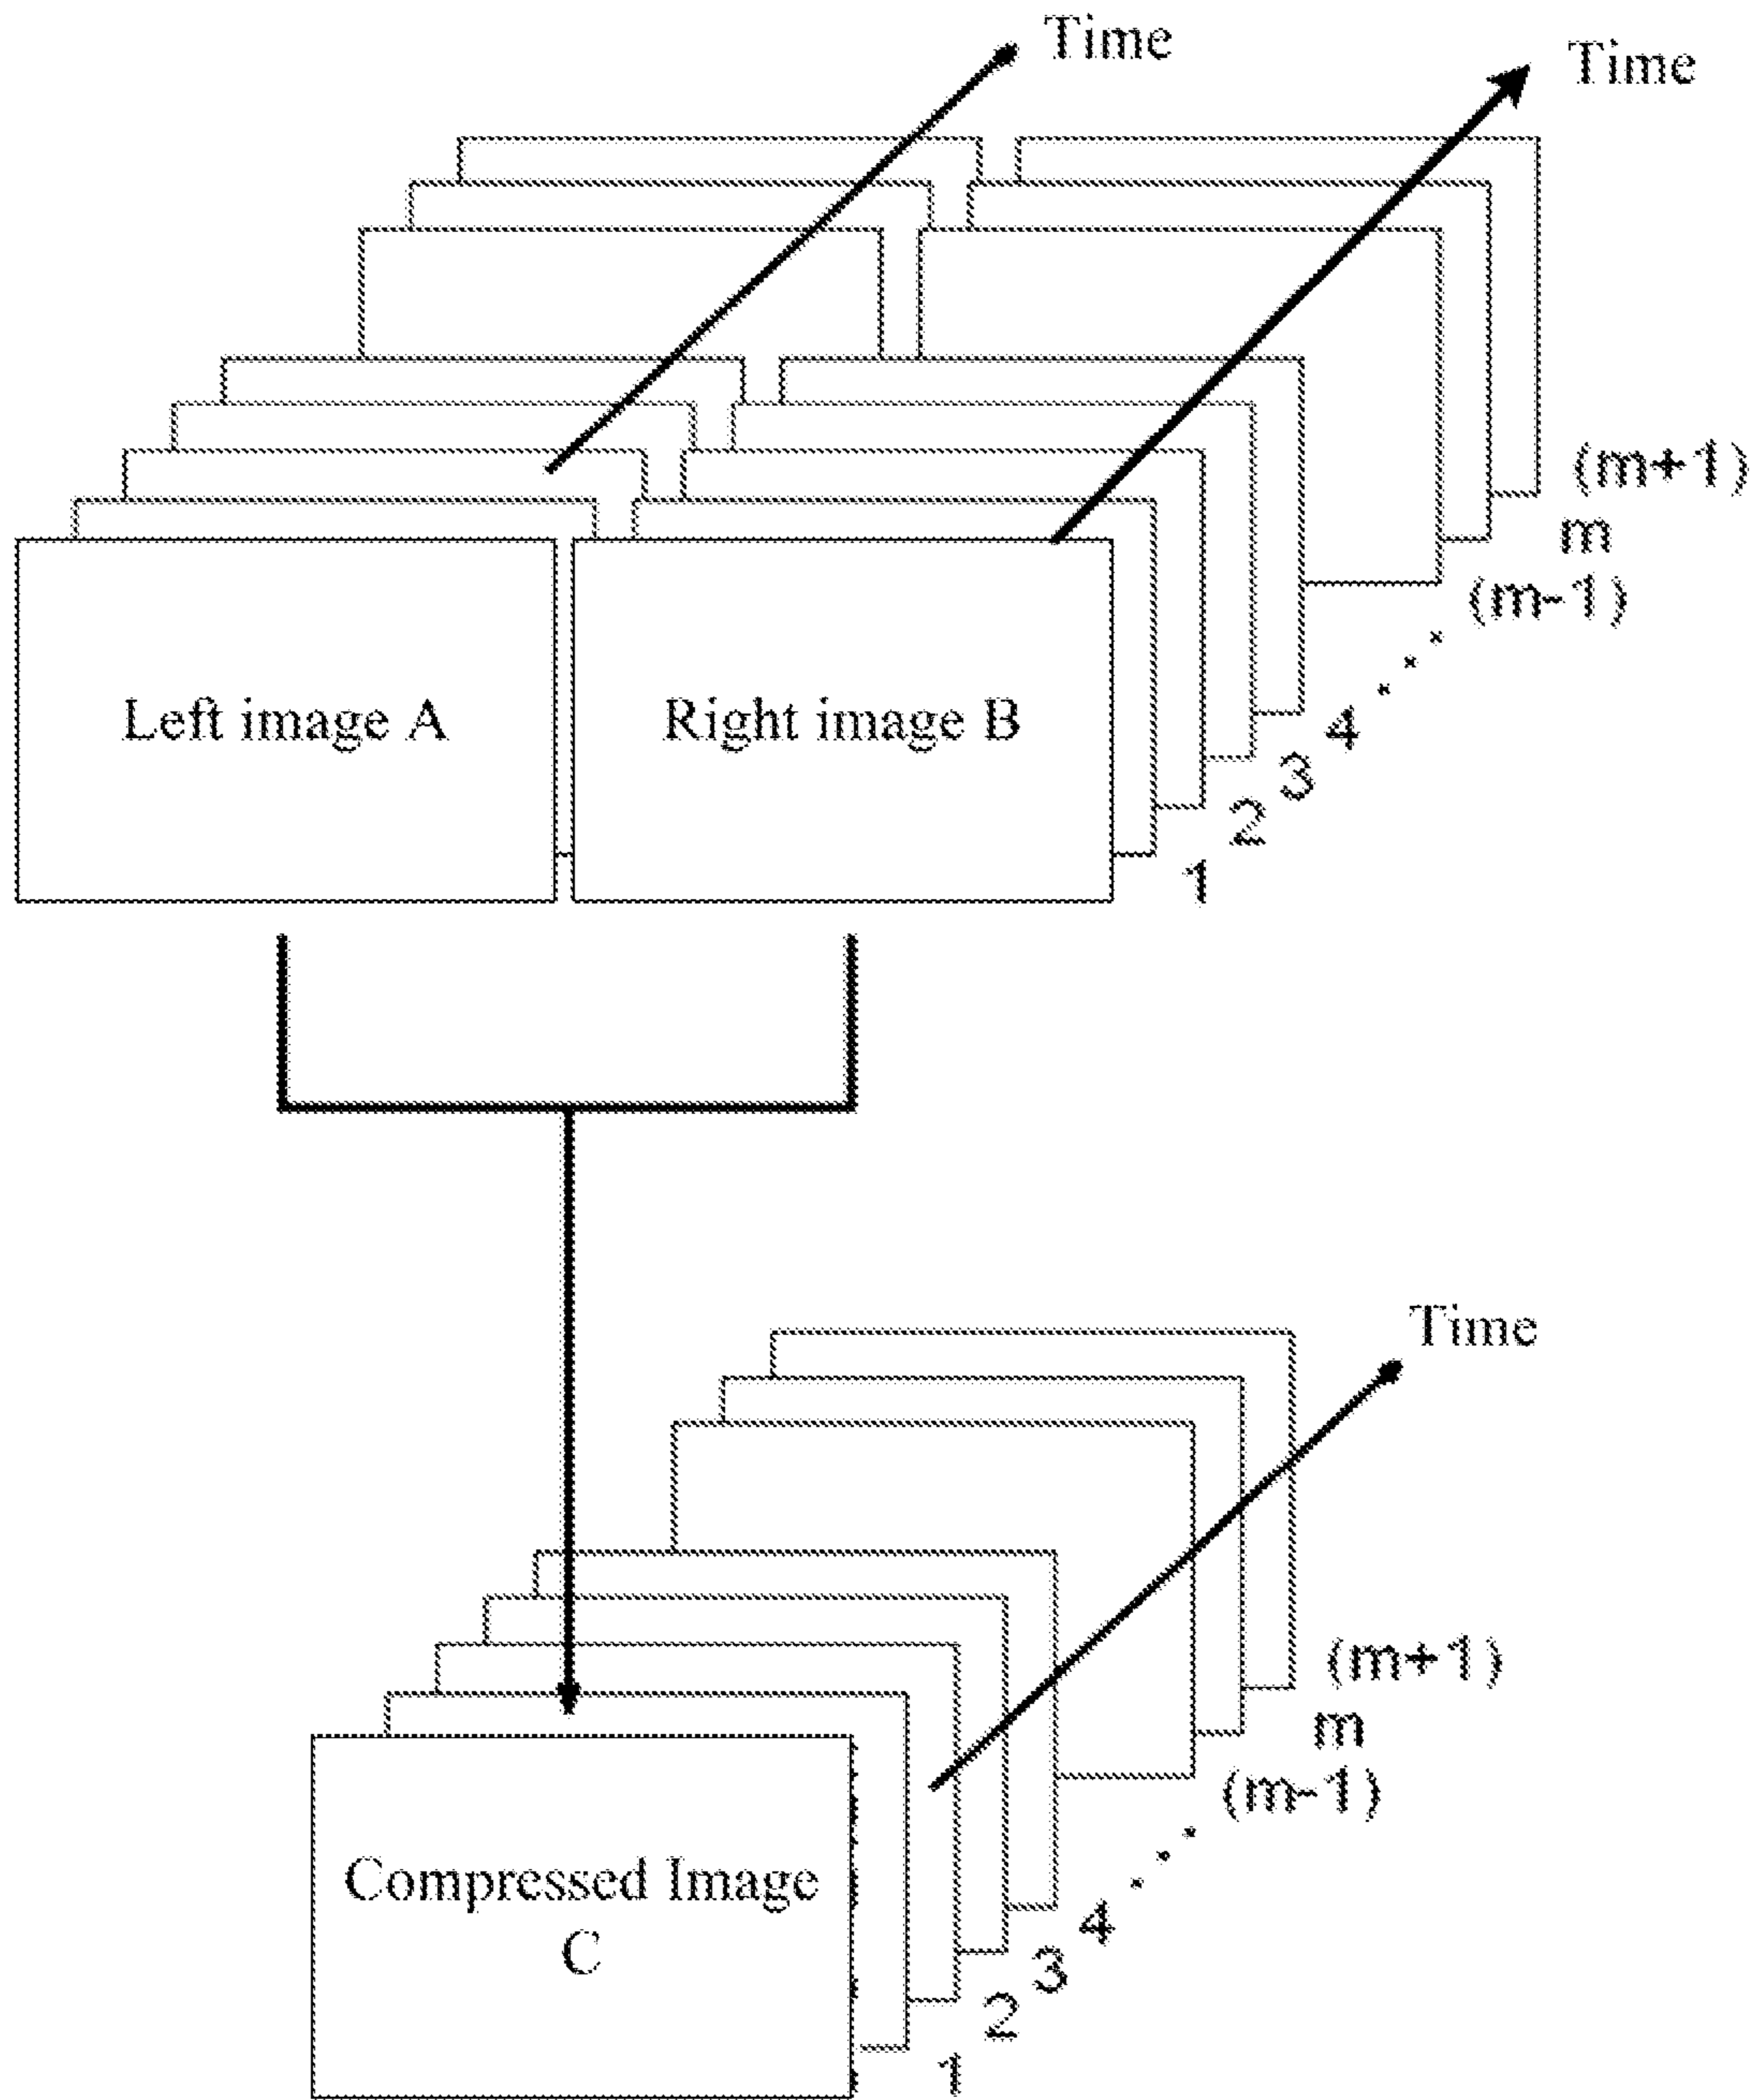 Time
Time
(m+1)
m
(m-1)
Left image A
Right image B
4
3
2
1
Time
(m+1)
m
(m-1)
Compressed Image
C
4
3
2
1